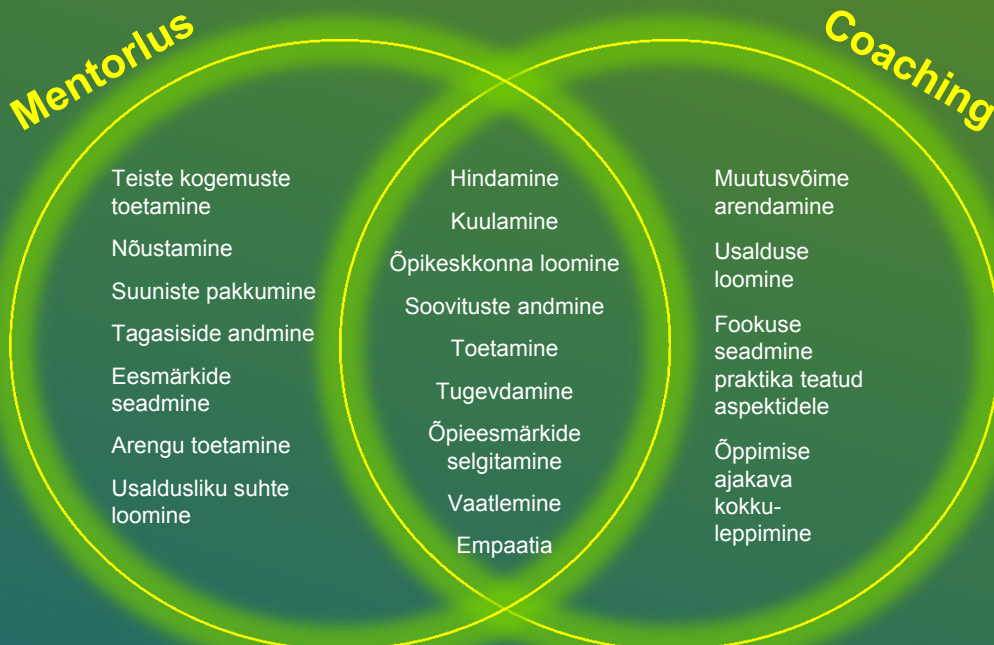 Mentorlus
Coaching
Teiste kogemuste
toetamine
Nõustamine
Suuniste pakkumine
Tagasiside andmine
Eesmärkide
seadmine
Arengu toetamine
Usaldusliku suhte
loomine
Hindamine
Kuulamine
Õpikeskkonna loomine
Soovituste andmine
Toetamine
Tugevdamine
Õpieesmärkide
selgitamine
Vaatlemine
Empaatia
Muutusvõime
arendamine
Usalduse
loomine
Fookuse
seadmine
praktika teatud
aspektidele
Õppimise
ajakava
kokku-
leppimine